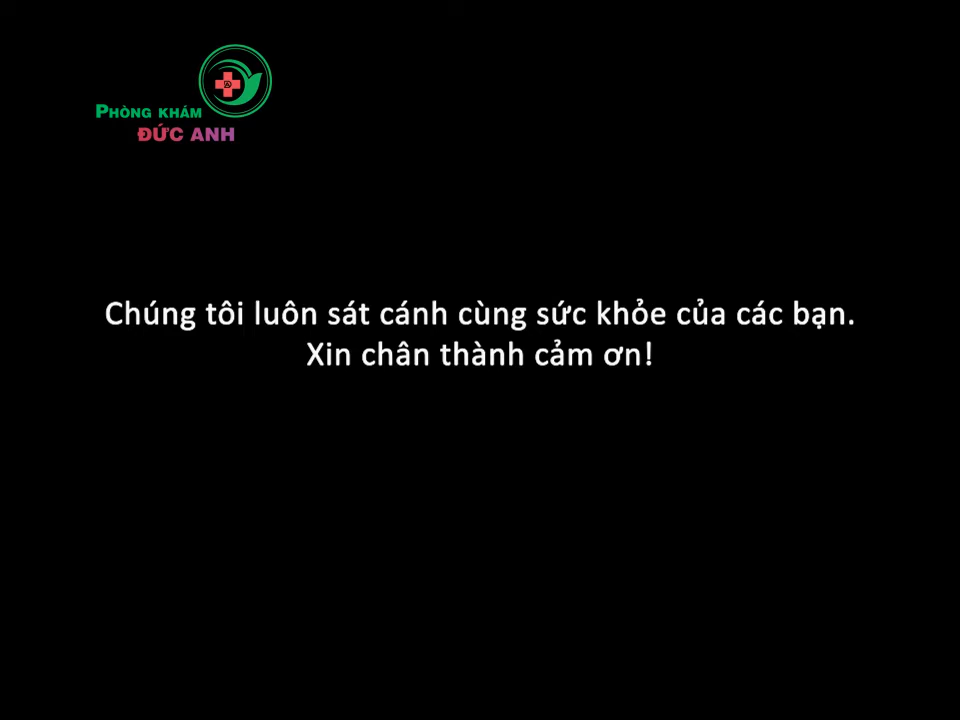 PHÒNG KHÁM
ĐỨC ANH
Chúng tôi luôn sát cánh cùng sức khỏe của các bạn.
Xin chân thành cảm ơn!